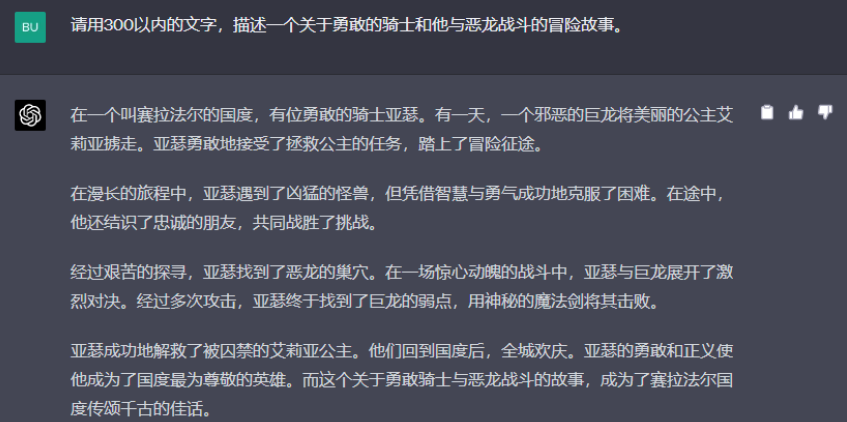 BU
请用300以内的文字，描述一个关于勇敢的骑士和他与恶龙战斗的冒险故事。
在一个叫赛拉法尔的国度，有位勇敢的骑士亚瑟。有一天，一个邪恶的巨龙将美丽的公主艾
莉亚掳走。亚瑟勇敢地接受了拯救公主的任务，踏上了冒险征途。
在漫长的旅程中，亚瑟遇到了凶猛的怪兽，但凭借智慧与勇气成功地克服了困难。在途中，
他还结识了忠诚的朋友，共同战胜了挑战。
经过艰苦的探寻，亚瑟找到了恶龙的巢穴。在一场惊心动魄的战斗中，亚瑟与巨龙展开了激
烈对决。经过多次攻击，亚瑟终于找到了巨龙的弱点，用神秘的魔法剑将其击败。
亚瑟成功地解救了被囚禁的艾莉亚公主。他们回到国度后，全城欢庆。亚瑟的勇敢和正义使
他成为了国度最为尊敬的英雄。而这个关于勇敢骑士与恶龙战斗的故事，成为了赛拉法尔国
度传颂千古的佳话。